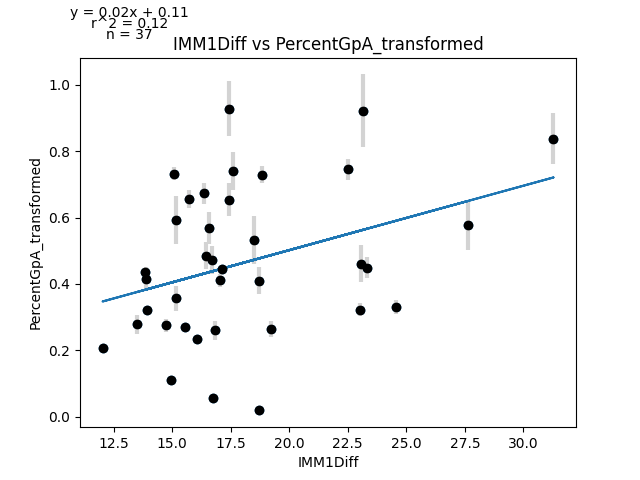 y = 0.02x + 0.11
r^2 = 0.12
n = 37
IMM1Diff vs PercentGpA_transformed
PercentGpA_transformed
1.0
0.8
0.6
0.4
0.2
0.0
12.5 15.0 17.5 20.0 22.5 25.0 27.5 30.0
IMM1Diff